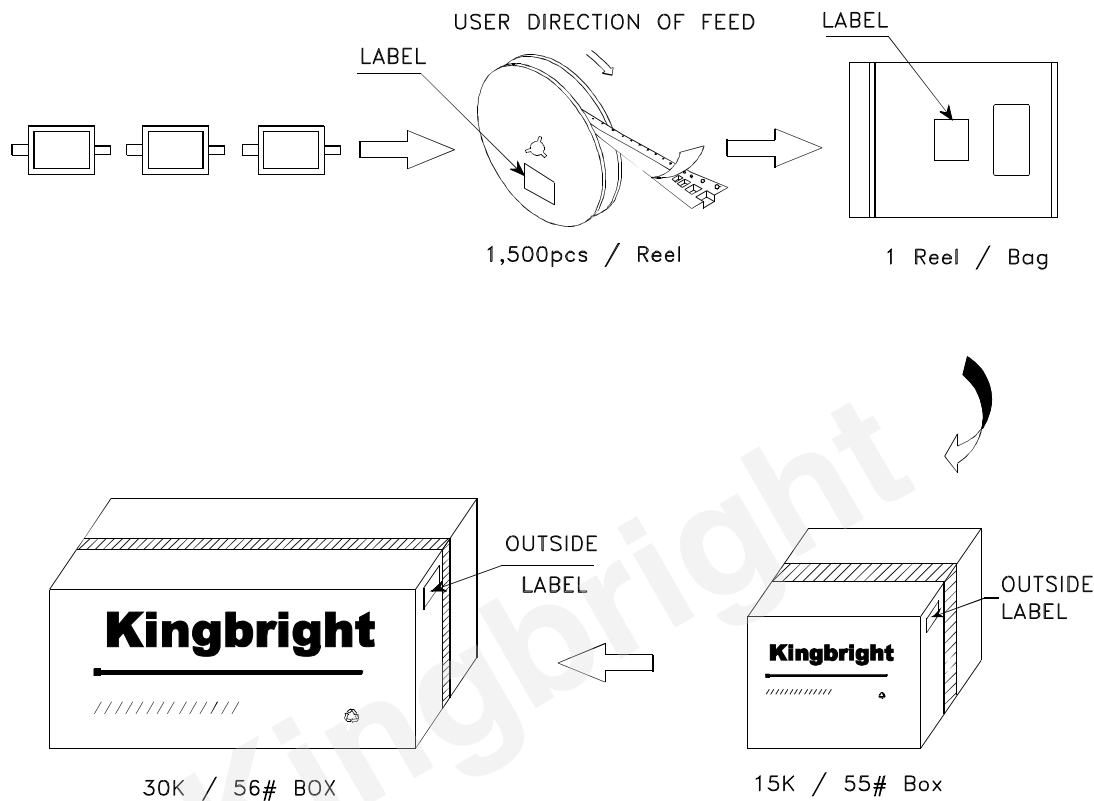 USER DIRECTION OF FEED
LABEL
LABEL
1,500pcs / Reel
1 Reel / Bag
OUTSIDE
LABEL
Kingbright
30K / 56# BOX
OUTSIDE
LABEL
Kingbright
15K / 55# Box
Kingbright